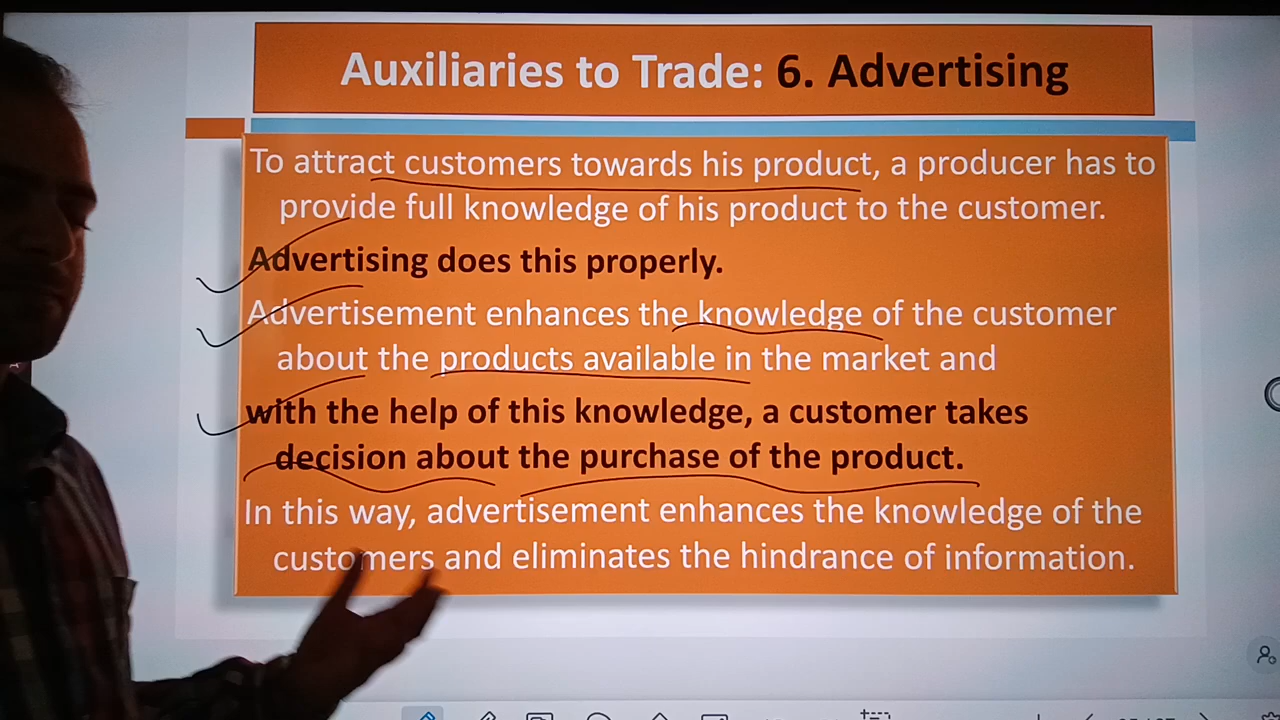 Auxiliaries to Trade: 6. Advertising
To attract customers towards his product, a producer has to
provide full knowledge of his product to the customer.
Advertising does this properly.
Advertisement enhances the knowledge of the customer
about the products available in the market and
with the help of this knowledge, a customer takes
decision about the purchase of the product.
In this way, advertisement enhances the knowledge of the
customers and eliminates the hindrance of information.